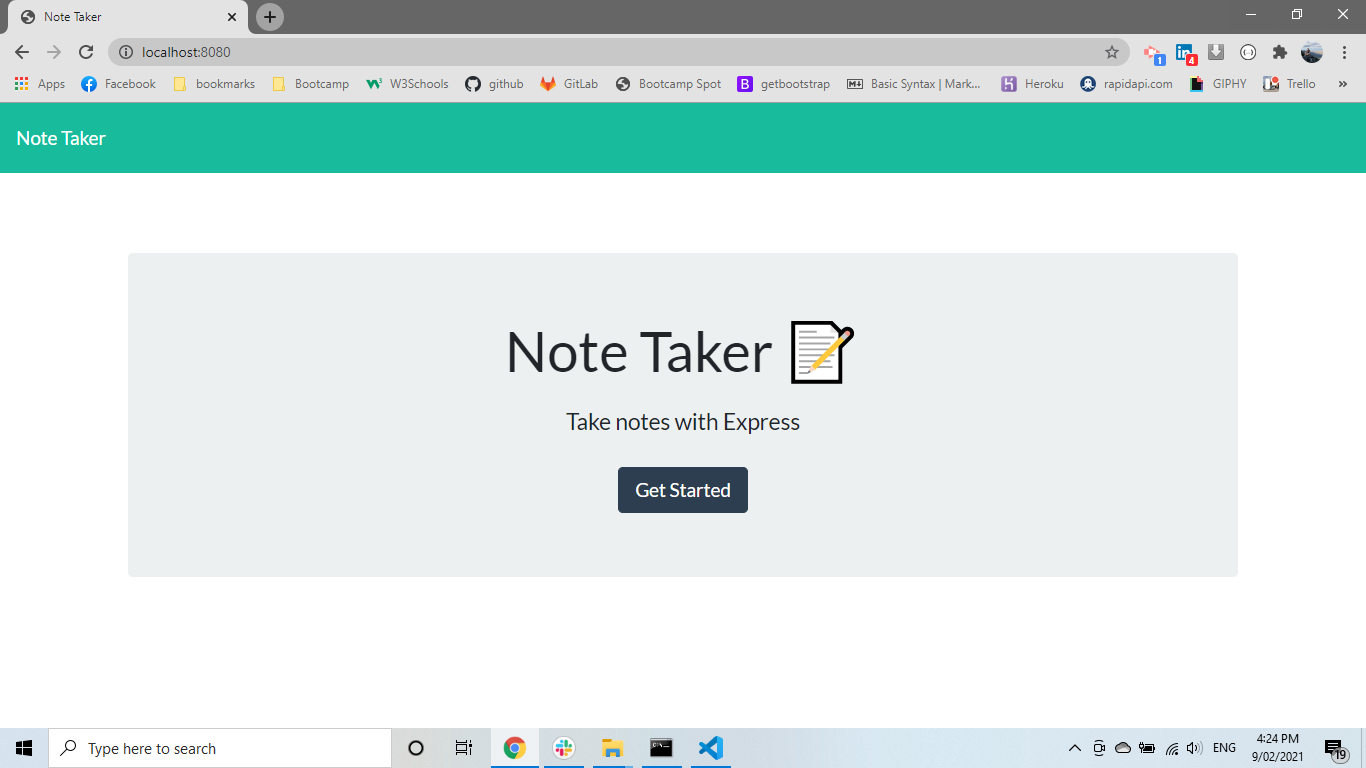 Note Taker
localhost:8080
1
4
Apps Facebook bookmarks Bootcamp W3Schools github GitLab Bootcamp Spot B getbootstrap Basic Syntax | Mark... Heroku rapidapi.com GIPHY Trello »
Note Taker
Note Taker
Take notes with Express
Get Started
Type here to search
ENG
4:24 PM
9/02/2021
19